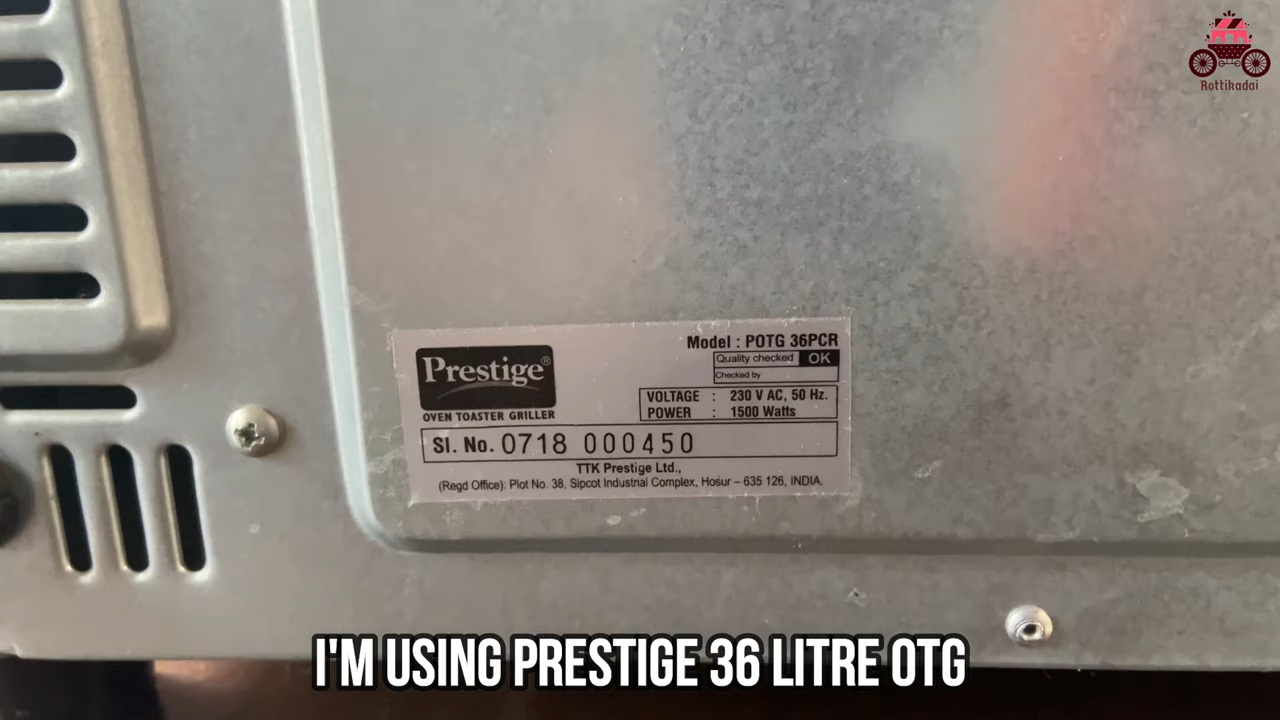 Rottikadai
Prestige®
OVEN TOASTER GRILLER
Model : POTG 36PCR
Quality checked OK
Checked by
VOLTAGE : 230 V AC, 50 Hz.
POWER : 1500 Watts
Sl. No. 0718 000450
TTK Prestige Ltd.,
(Regd Office): Plot No. 38, Sipcot Industrial Complex, Hosur – 635 126, INDIA.
I'M USING PRESTIGE 36 LITRE OTG